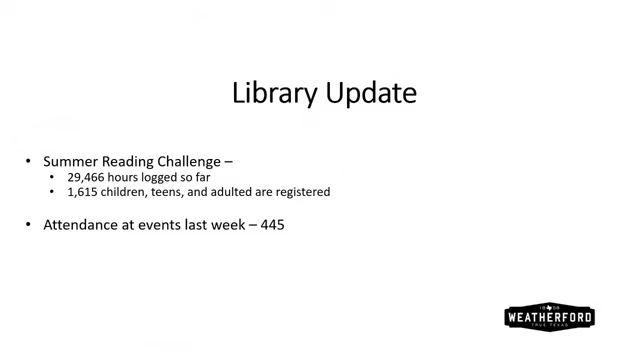 Library Update
• Summer Reading Challenge –
• 29,466 hours logged so far
• 1,615 children, teens, and adulted are registered
• Attendance at events last week – 445
WEATHERFORD
TRUE TEXAS